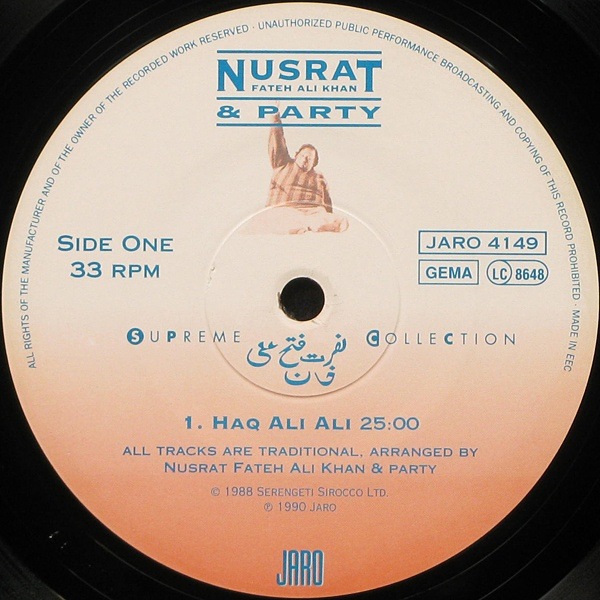 ALL RIGHTS OF THE MANUFACTURER AND OF THE OWNER OF THE RECORDED WORK RESERVED · UNAUTHORIZED PUBLIC PERFORMANCE BROADCASTING AND COPYING OF THIS RECORD PROHIBITED · MADE IN EEC
NUSRAT
FATEH ALI KHAN
& PARTY
SIDE ONE
33 RPM
JARO 4149
GEMA LC 8648
SUPREME COLLECTION
نصرت فتح علی
خان
1. HAQ ALI ALI 25:00
ALL TRACKS ARE TRADITIONAL, ARRANGED BY
NUSRAT FATEH ALI KHAN & PARTY
© 1988 SERENGETI SIROCCO LTD.
℗ 1990 JARO
JARO